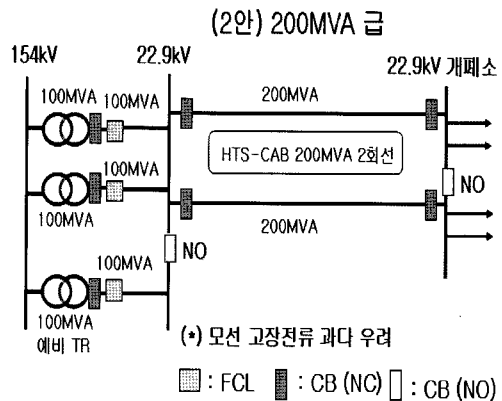 (2안) 200MVA 급
154kV
22.9kV
22.9kV 개폐소
100MVA
100MVA
200MVA
HTS-CAB 200MVA 2회선
100MVA
100MVA
NO
200MVA
100MVA
NO
100MVA
예비 TR
(*) 모선 고장전류 과다 우려
: FCL
: CB (NC)
: CB (NO)